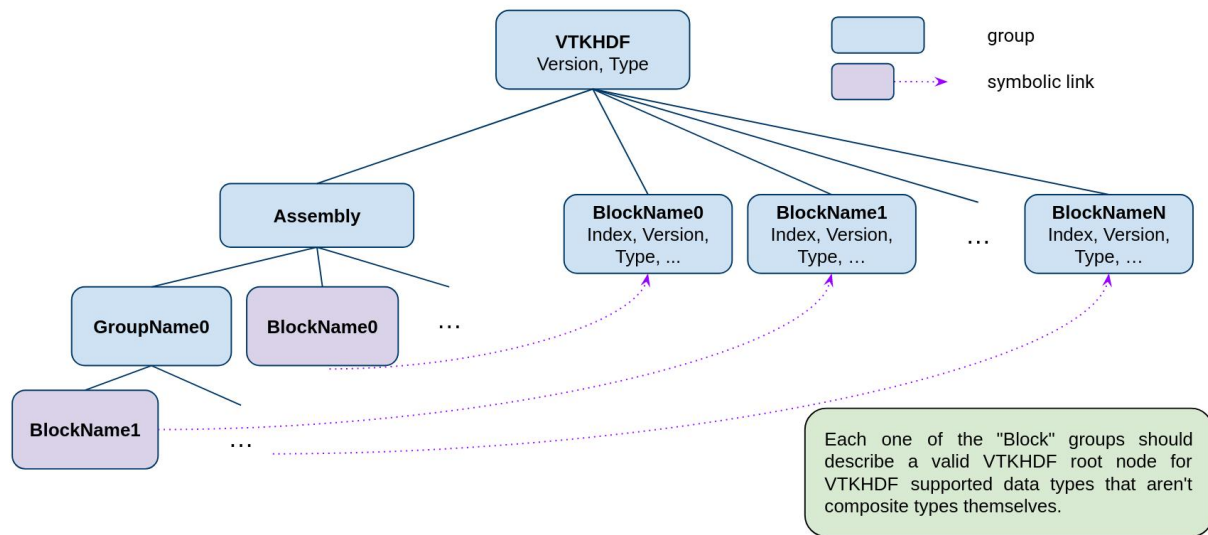 VTKHDF
Version, Type
group
symbolic link
Assembly
BlockName0
Index, Version,
Type, ...
BlockName1
Index, Version,
Type, …
...
BlockNameN
Index, Version,
Type, …
GroupName0
BlockName0
...
BlockName1
...
Each one of the "Block" groups should
describe a valid VTKHDF root node for
VTKHDF supported data types that aren't
composite types themselves.